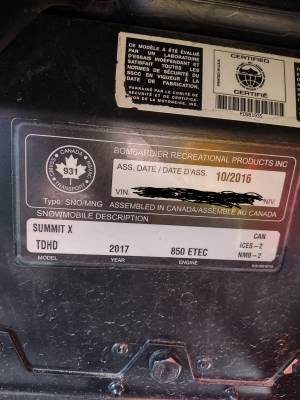 CE MODÈLE A ÉTÉ ÉVALUÉ
PAR UN LABORATOIRE
D'ESSAIS INDÉPENDANT ET
SATISFAIT TOUTES LES
NORMES DE SÉCURITÉ DU
SSCC EN VIGUEUR À LA
DATE DE FABRICATION.
CERTIFIED
BOMBARDIER RECREATIONAL PRODUCTS INC
CANADA
931
TRANSPORT
ASS. DATE / DATE D'ASS. 10/2016
VIN. NIV.
Type: SNO/MNG ASSEMBLED IN CANADA/ASSEMBLÉ AU CANADA
SNOWMOBILE DESCRIPTION
SUMMIT X CAN
TDHD 2017 850 ETEC ICES-2
NMB-2
MODEL YEAR ENGINE